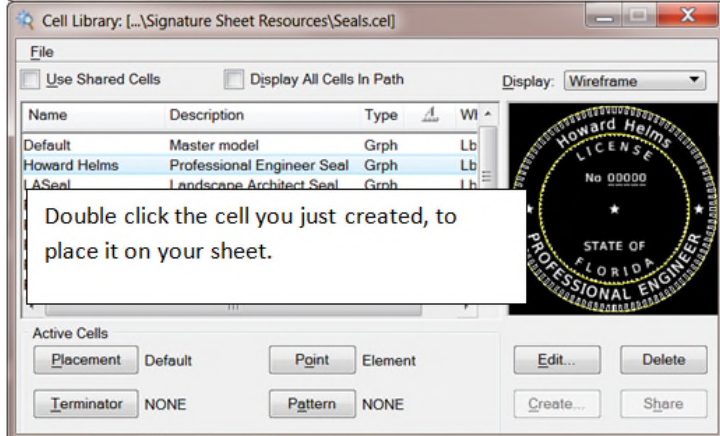 Cell Library: [...\Signature Sheet Resources\Seals.cel]
File
Use Shared Cells Display All Cells In Path Display: Wireframe
Name Description Type Wi
Default Master model Grph Lb
Howard Helms Professional Engineer Seal Grph Lb
LASeal Landscape Architect Seal Grph Lb
Double click the cell you just created, to
place it on your sheet.
Howard Helms
LICENSE
No 00000
STATE OF
FLORIDA
PROFESSIONAL ENGINEER
Active Cells
Placement Default Point Element Edit... Delete
Terminator NONE Pattern NONE Create... Share